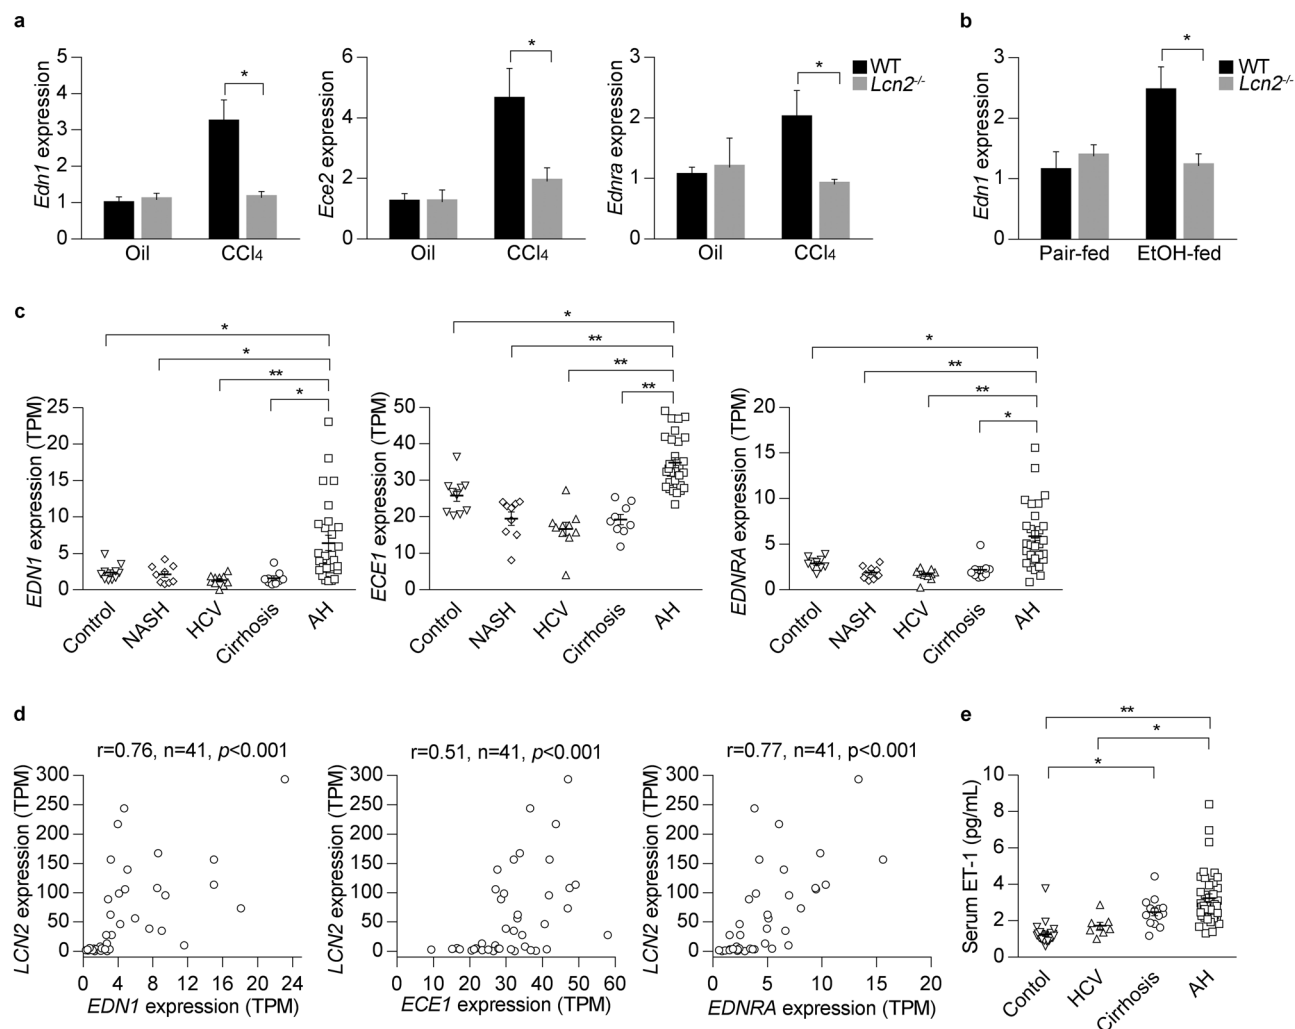 a
b
Edn1 expression
5
4
3
2
1
0
*
Oil
CCl4
Ece2 expression
6
4
2
0
*
Oil
CCl4
Ednra expression
3
2
1
0
*
Oil
CCl4
WT
Lcn2-/-
Edn1 expression
3
2
1
0
*
Pair-fed
EtOH-fed
WT
Lcn2-/-
c
EDN1 expression (TPM)
25
20
15
10
5
0
*
*
**
*
Control
NASH
HCV
Cirrhosis
AH
ECE1 expression (TPM)
50
40
30
20
10
0
*
**
**
**
Control
NASH
HCV
Cirrhosis
AH
EDNRA expression (TPM)
20
15
10
5
0
*
**
**
*
Control
NASH
HCV
Cirrhosis
AH
d
r=0.76, n=41, p<0.001
LCN2 expression (TPM)
300
250
200
150
100
50
0
0 4 8 12 16 20 24
EDN1 expression (TPM)
r=0.51, n=41, p<0.001
LCN2 expression (TPM)
300
250
200
150
100
50
0
0 10 20 30 40 50 60
ECE1 expression (TPM)
r=0.77, n=41, p<0.001
LCN2 expression (TPM)
300
250
200
150
100
50
0
0 5 10 15 20
EDNRA expression (TPM)
e
**
*
*
Serum ET-1 (pg/mL)
10
8
6
4
2
0
Contol
HCV
Cirrhosis
AH